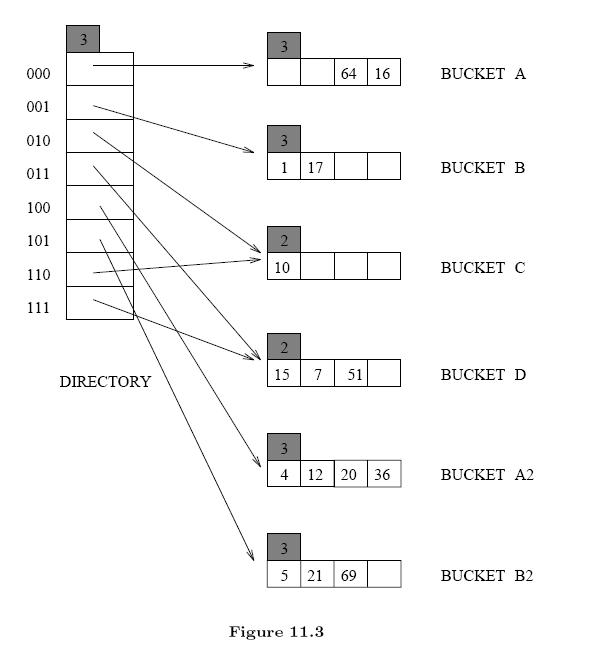 3
000
001
010
011
100
101
110
111
DIRECTORY
3
64 16 BUCKET A
3
1 17 BUCKET B
2
10 BUCKET C
2
15 7 51 BUCKET D
3
4 12 20 36 BUCKET A2
3
5 21 69 BUCKET B2
Figure 11.3